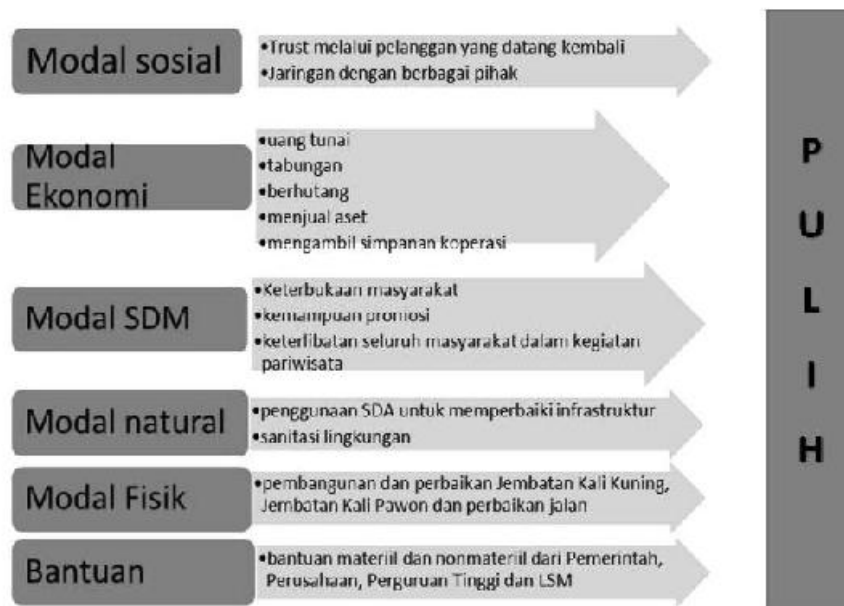 Modal sosial
•Trust melalui pelanggan yang datang kembali
•Jaringan dengan berbagai pihak
Modal
Ekonomi
•uang tunai
•tabungan
•berhutang
•menjual aset
•mengambil simpanan koperasi
Modal SDM
•Keterbukaan masyarakat
•kemampuan promosi
•keterlibatan seluruh masyarakat dalam kegiatan
pariwisata
Modal natural
•penggunaan SDA untuk memperbaiki infrastruktur
•sanitasi lingkungan
Modal Fisik
•pembangunan dan perbaikan Jembatan Kali Kuning,
Jembatan Kali Pawon dan perbaikan jalan
Bantuan
•bantuan materiil dan nonmateriil dari Pemerintah,
Perusahaan, Perguruan Tinggi dan LSM
P
U
L
I
H